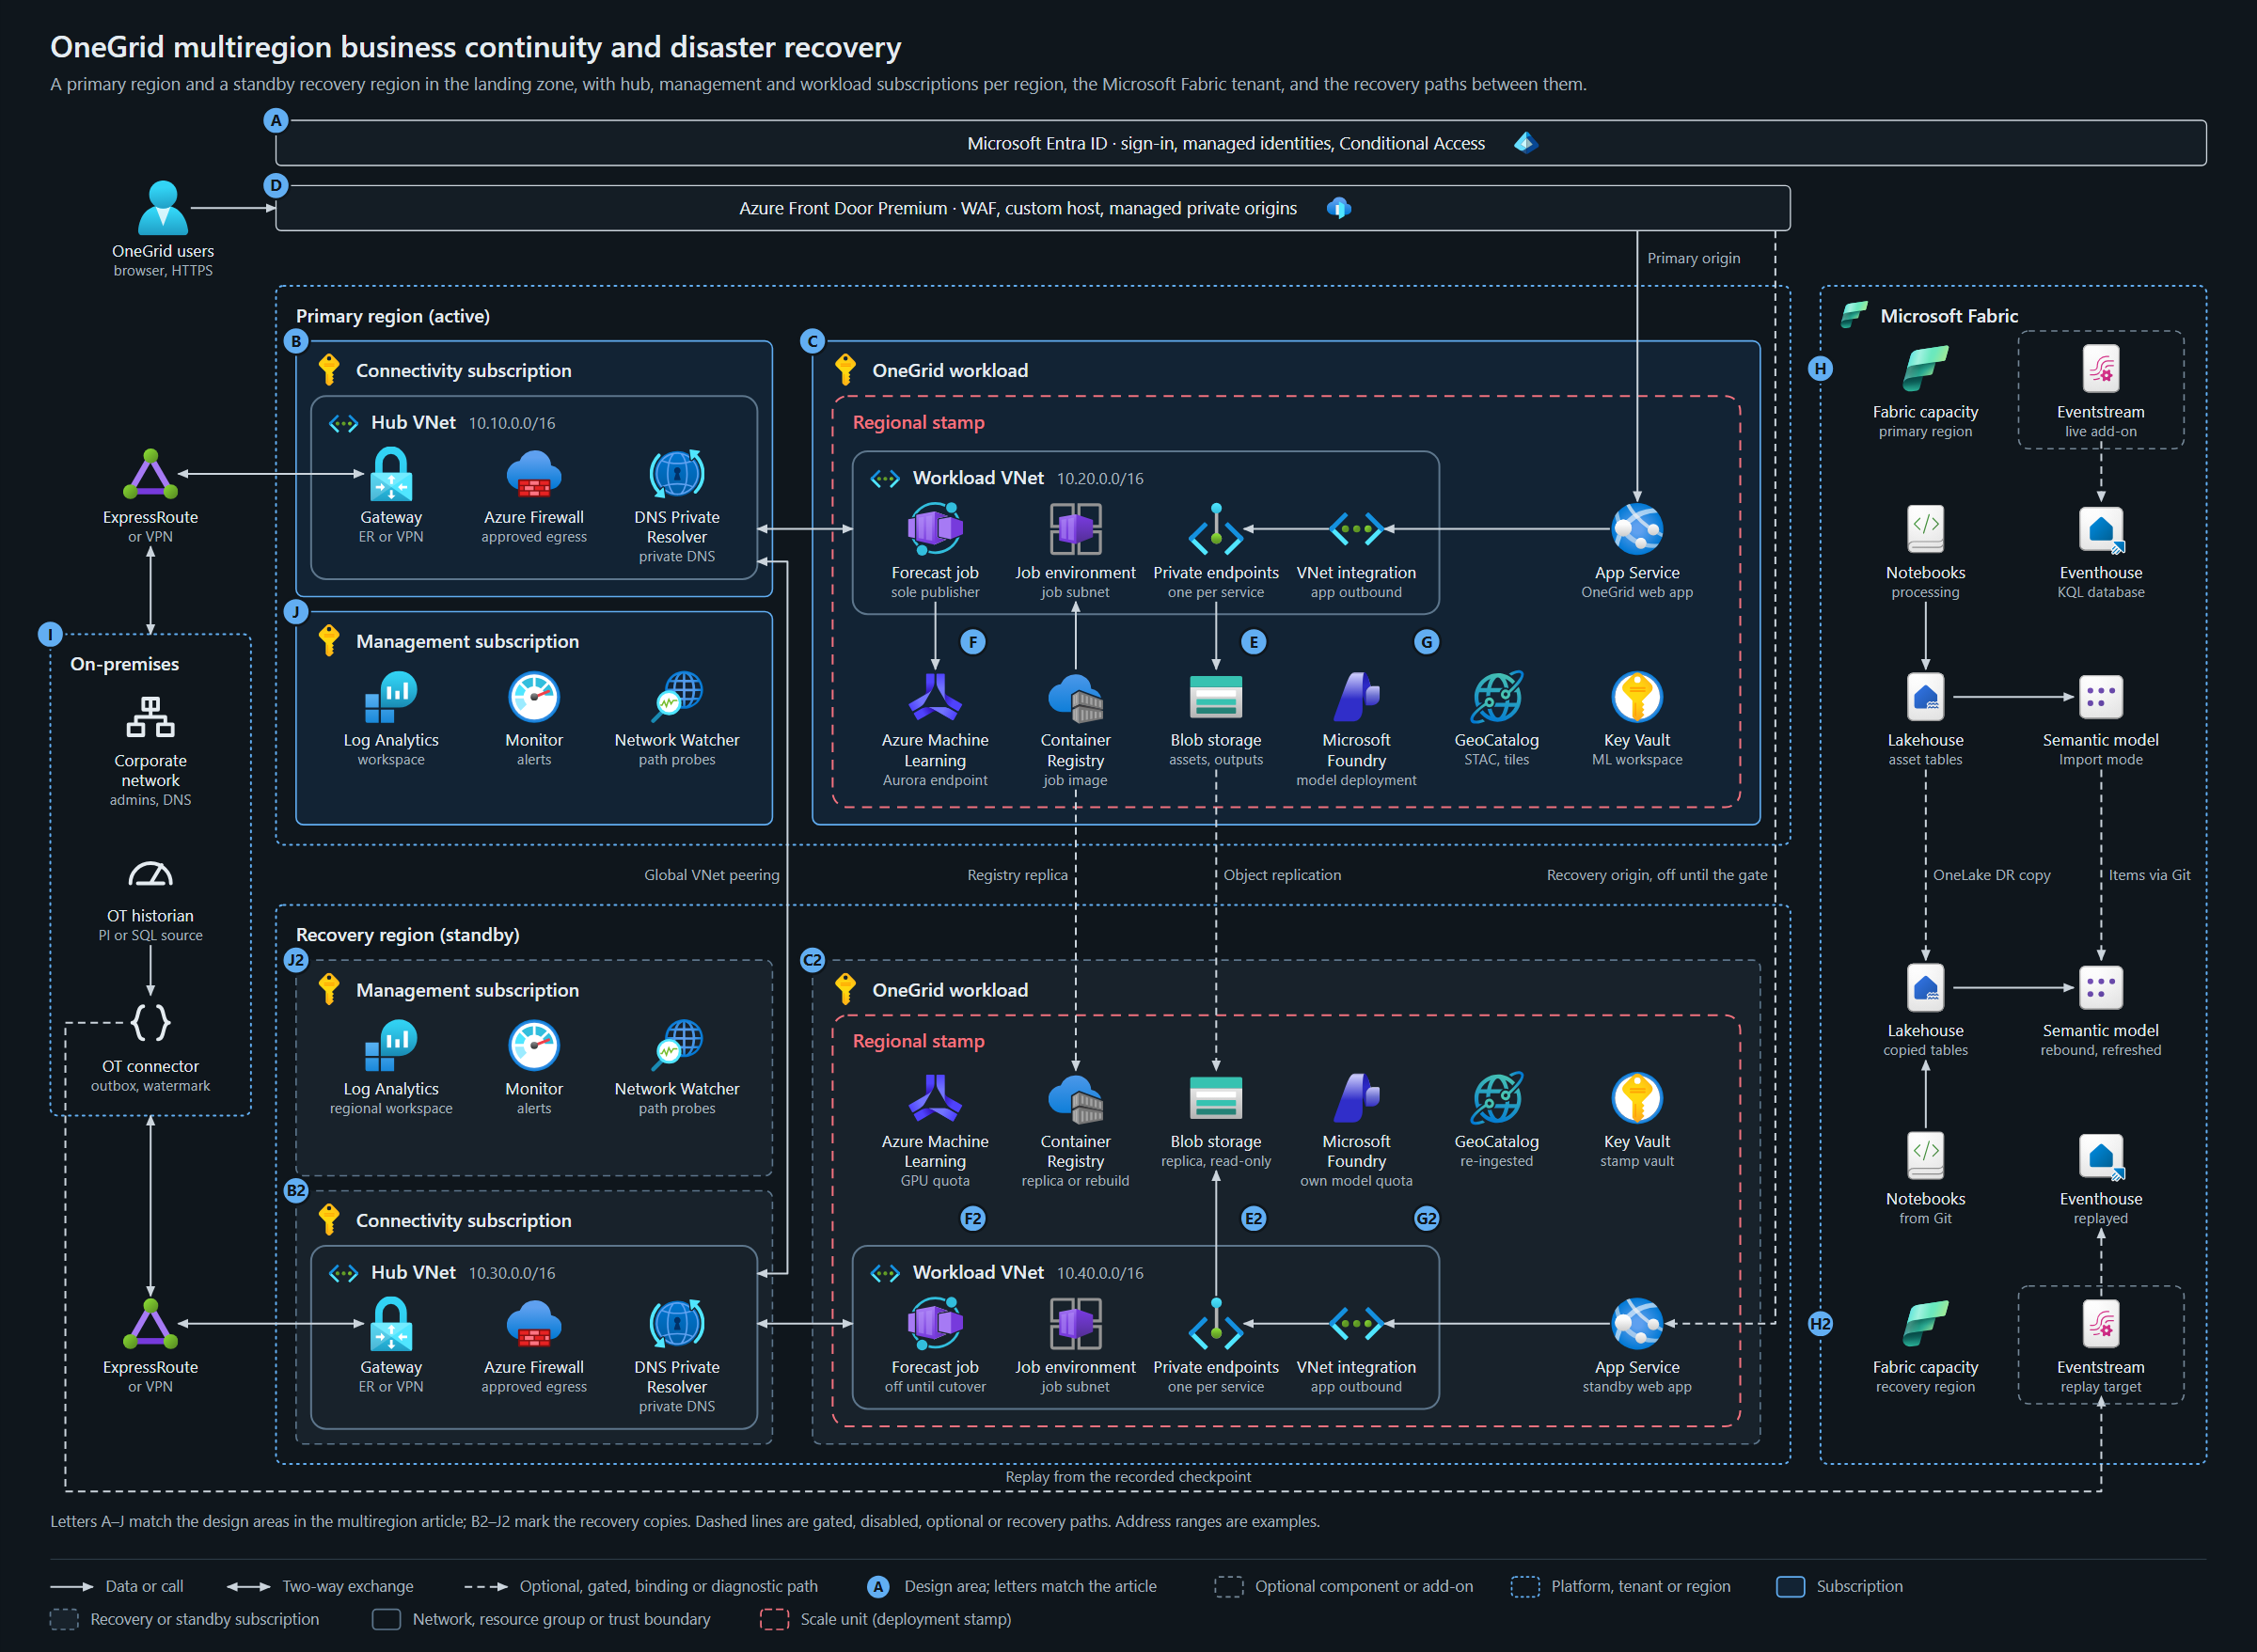 OneGrid multiregion business continuity and disaster recovery
A primary region and a standby recovery region in the landing zone, with hub, management and workload subscriptions per region, the Microsoft Fabric tenant, and the recovery paths between them.
A
Microsoft Entra ID · sign-in, managed identities, Conditional Access
D
Azure Front Door Premium · WAF, custom host, managed private origins
OneGrid users
browser, HTTPS
Primary origin
Primary region (active)
B
Connectivity subscription
Hub VNet 10.10.0.0/16
Gateway
ER or VPN
Azure Firewall
approved egress
DNS Private
Resolver
private DNS
ExpressRoute
or VPN
J
Management subscription
Log Analytics
workspace
Monitor
alerts
Network Watcher
path probes
C
OneGrid workload
Regional stamp
Workload VNet 10.20.0.0/16
Forecast job
sole publisher
Job environment
job subnet
Private endpoints
one per service
VNet integration
app outbound
App Service
OneGrid web app
F
E
G
Azure Machine
Learning
Aurora endpoint
Container
Registry
job image
Blob storage
assets, outputs
Microsoft
Foundry
model deployment
GeoCatalog
STAC, tiles
Key Vault
ML workspace
Microsoft Fabric
H
Fabric capacity
primary region
Eventstream
live add-on
Notebooks
processing
Eventhouse
KQL database
Lakehouse
asset tables
Semantic model
Import mode
I
On-premises
Corporate
network
admins, DNS
OT historian
PI or SQL source
OT connector
outbox, watermark
Global VNet peering
Registry replica
Object replication
Recovery origin, off until the gate
OneLake DR copy
Items via Git
Recovery region (standby)
J2
Management subscription
Log Analytics
regional workspace
Monitor
alerts
Network Watcher
path probes
B2
Connectivity subscription
Hub VNet 10.30.0.0/16
Gateway
ER or VPN
Azure Firewall
approved egress
DNS Private
Resolver
private DNS
ExpressRoute
or VPN
C2
OneGrid workload
Regional stamp
Azure Machine
Learning
GPU quota
Container
Registry
replica or rebuild
Blob storage
replica, read-only
Microsoft
Foundry
own model quota
GeoCatalog
re-ingested
Key Vault
stamp vault
F2
E2
G2
Workload VNet 10.40.0.0/16
Forecast job
off until cutover
Job environment
job subnet
Private endpoints
one per service
VNet integration
app outbound
App Service
standby web app
Lakehouse
copied tables
Semantic model
rebound, refreshed
Notebooks
from Git
Eventhouse
replayed
H2
Fabric capacity
recovery region
Eventstream
replay target
Replay from the recorded checkpoint
Letters A–J match the design areas in the multiregion article; B2–J2 mark the recovery copies. Dashed lines are gated, disabled, optional or recovery paths. Address ranges are examples.
Data or call
Two-way exchange
Optional, gated, binding or diagnostic path
A
Design area; letters match the article
Optional component or add-on
Platform, tenant or region
Subscription
Recovery or standby subscription
Network, resource group or trust boundary
Scale unit (deployment stamp)